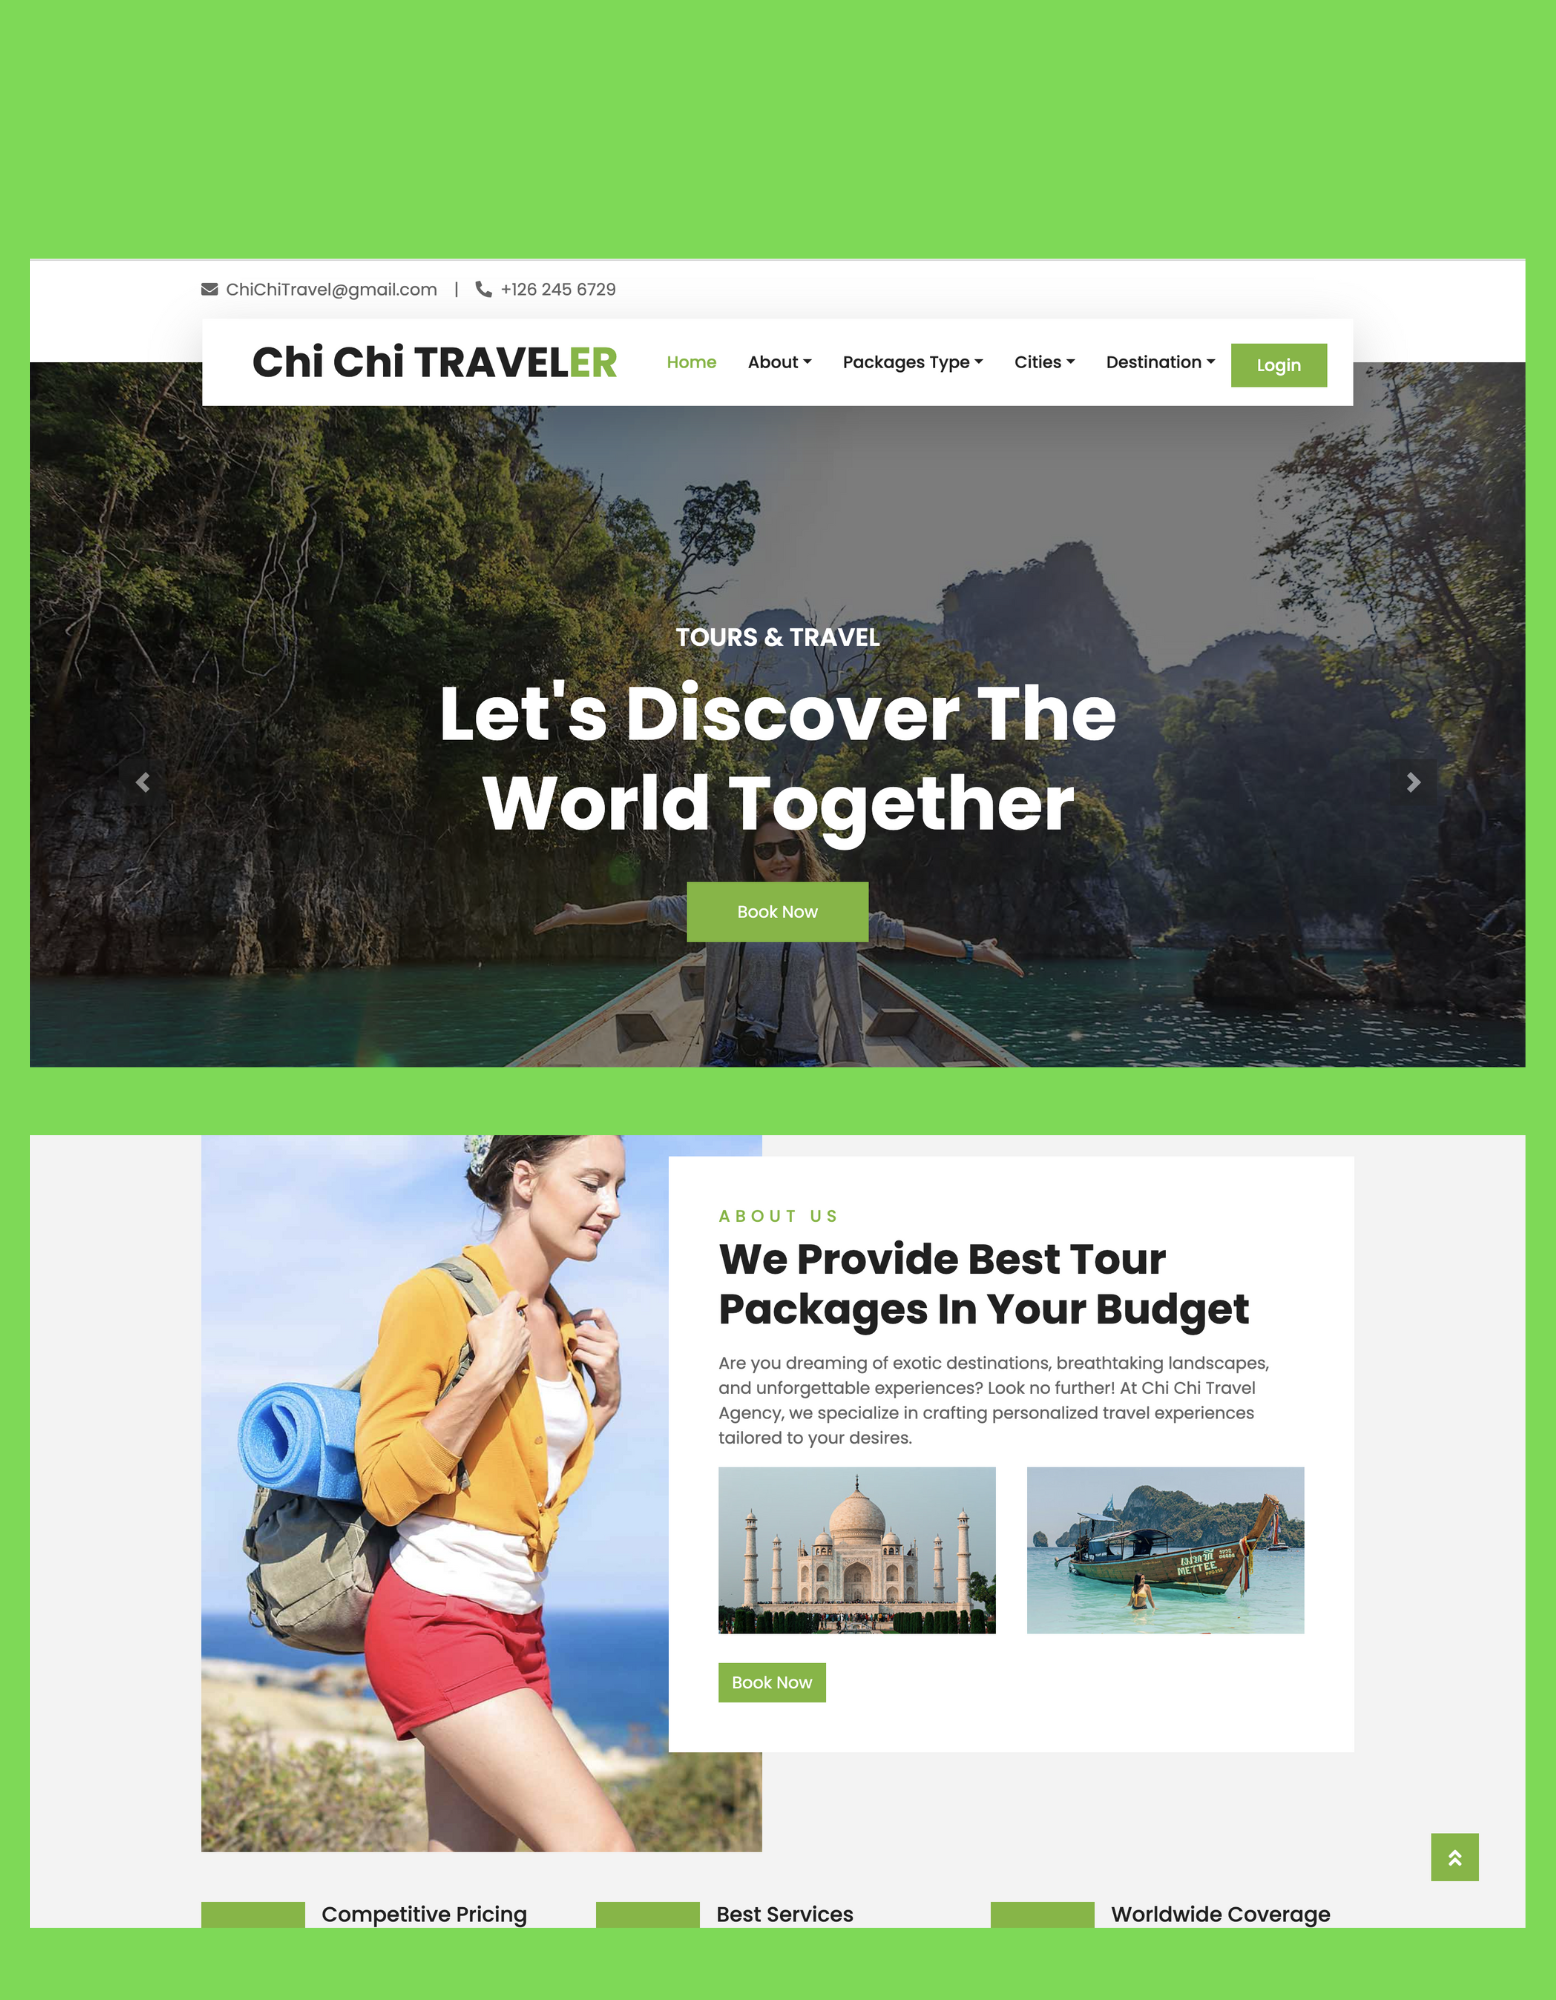 ChiChiTravel@gmail.com | +126 245 6729
Chi Chi TRAVELER
Home About Packages Type Cities Destination Login
TOURS & TRAVEL
Let's Discover The
World Together
Book Now
ABOUT US
We Provide Best Tour
Packages In Your Budget
Are you dreaming of exotic destinations, breathtaking landscapes,
and unforgettable experiences? Look no further! At Chi Chi Travel
Agency, we specialize in crafting personalized travel experiences
tailored to your desires.
METTEE
Book Now
Competitive Pricing Best Services Worldwide Coverage